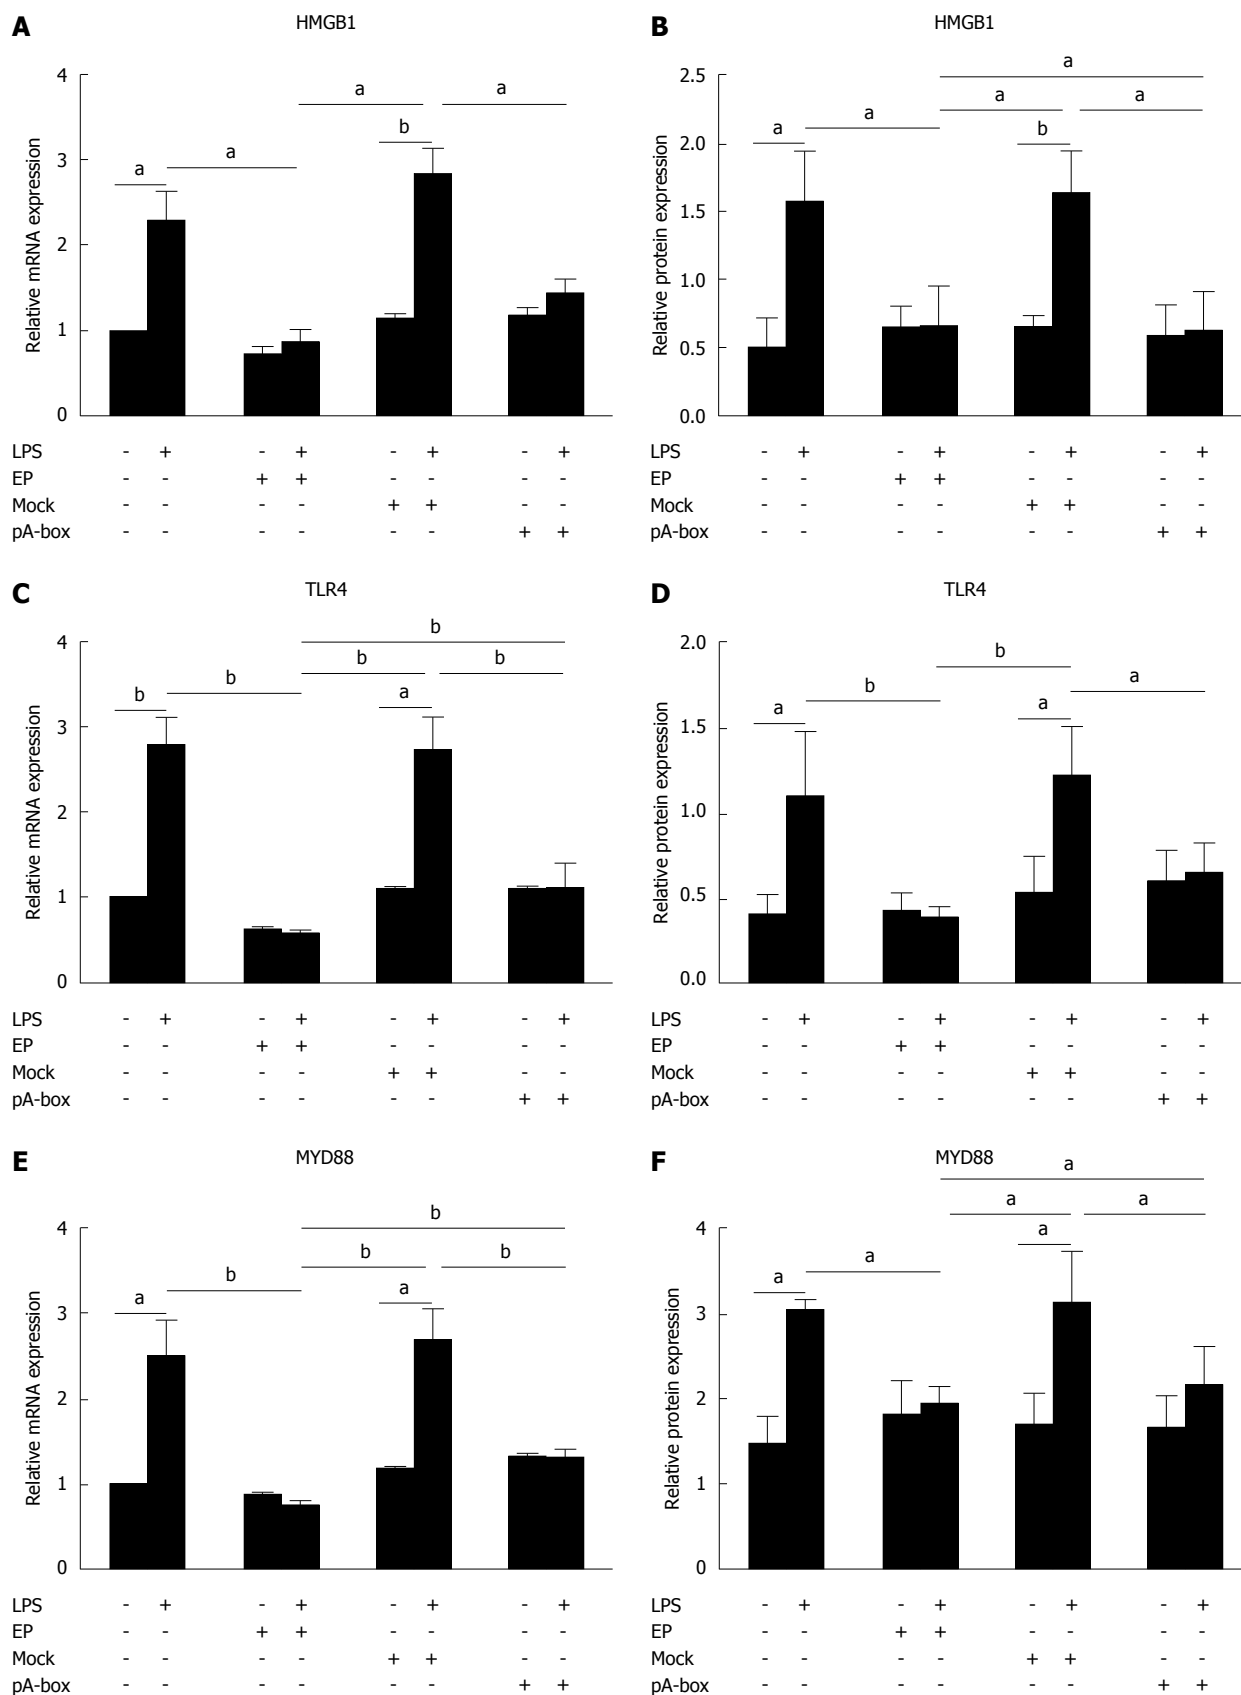 A HMGB1
Relative mRNA expression
4
3
2
1
0
a
a
a
b
a
LPS - + - + - + - +
EP - - + + - - - -
Mock - - - - + + - -
pA-box - - - - - - + +
B HMGB1
Relative protein expression
2.5
2.0
1.5
1.0
0.5
0.0
a
a
a
a
b
a
LPS - + - + - + - +
EP - - + + - - - -
Mock - - - - + + - -
pA-box - - - - - - + +
C TLR4
Relative mRNA expression
4
3
2
1
0
b
b
b
b
a
b
LPS - + - + - + - +
EP - - + + - - - -
Mock - - - - + + - -
pA-box - - - - - - + +
D TLR4
Relative protein expression
2.0
1.5
1.0
0.5
0.0
a
b
b
a
a
LPS - + - + - + - +
EP - - + + - - - -
Mock - - - - + + - -
pA-box - - - - - - + +
E MYD88
Relative mRNA expression
4
3
2
1
0
a
b
b
b
a
b
LPS - + - + - + - +
EP - - + + - - - -
Mock - - - - + + - -
pA-box - - - - - - + +
F MYD88
Relative protein expression
4
3
2
1
0
a
a
a
a
a
a
LPS - + - + - + - +
EP - - + + - - - -
Mock - - - - + + - -
pA-box - - - - - - + +